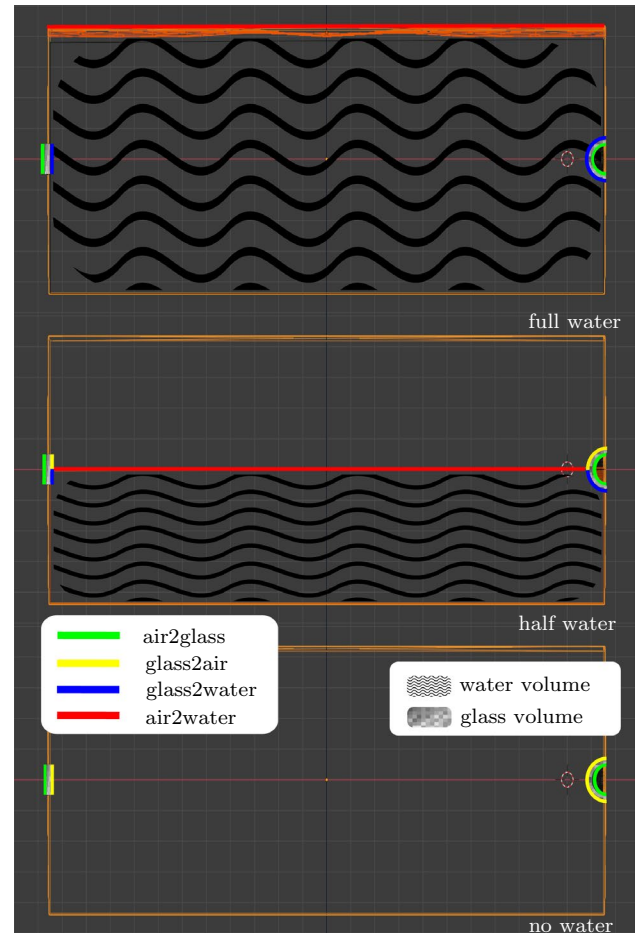 full water
half water
air2glass
glass2air
glass2water
air2water
water volume
glass volume
no water